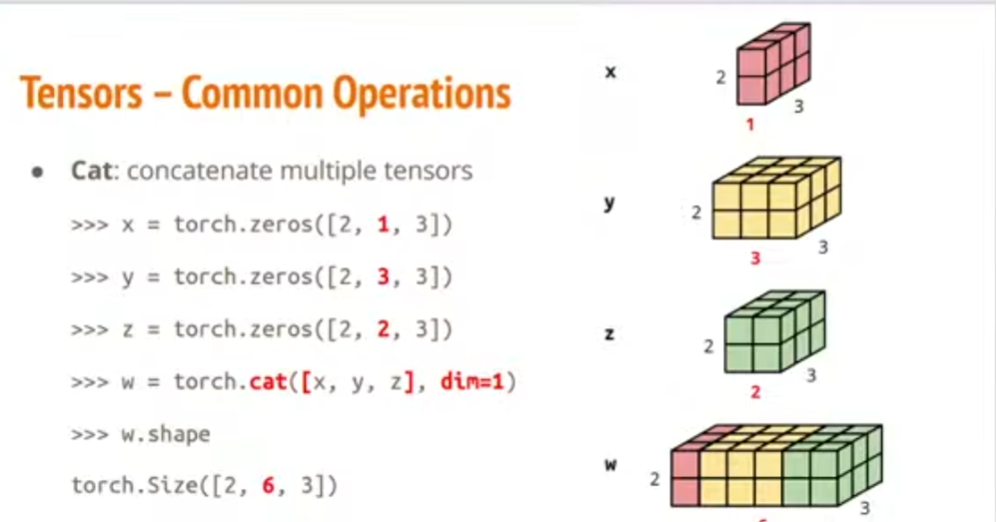 Tensors – Common Operations
● Cat: concatenate multiple tensors
>>> x = torch.zeros([2, 1, 3])
>>> y = torch.zeros([2, 3, 3])
>>> z = torch.zeros([2, 2, 3])
>>> w = torch.cat([x, y, z], dim=1)
>>> w.shape
torch.Size([2, 6, 3])
x
2
3
1
y
2
3
3
z
2
3
2
w
2
3